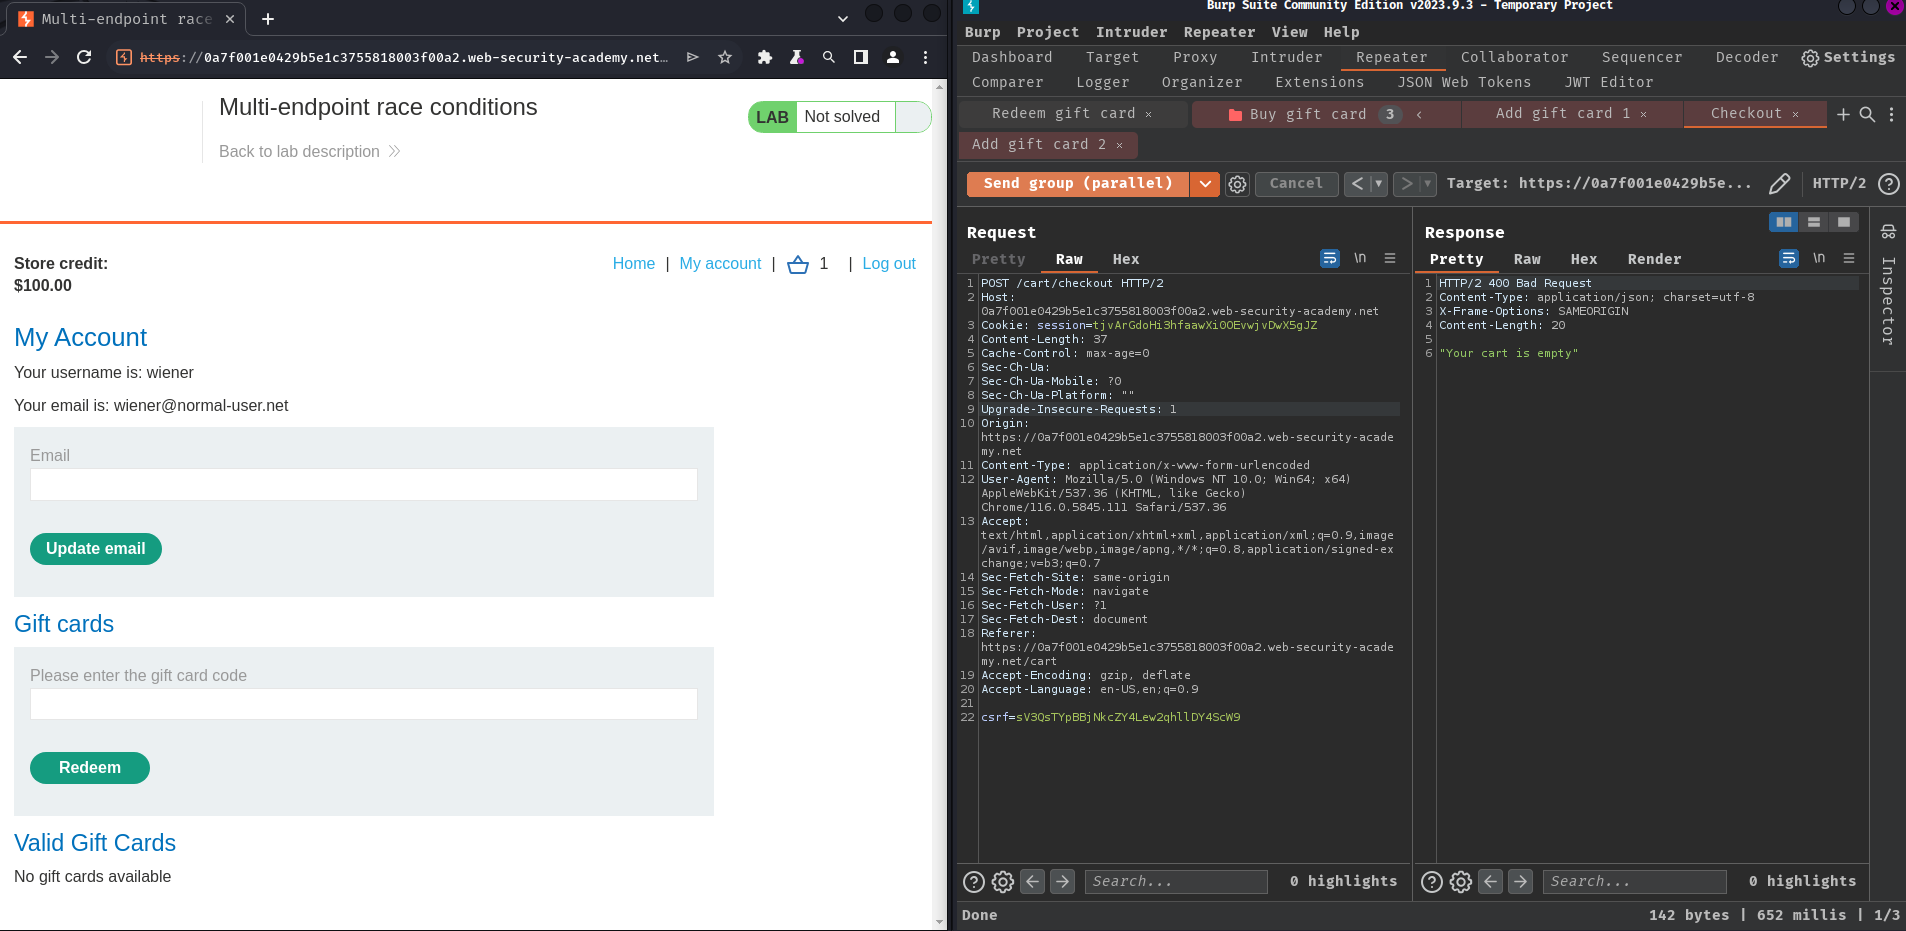 Multi-endpoint race
https://0a7f001e0429b5e1c3755818003f00a2.web-security-academy.net...
Multi-endpoint race conditions
LAB Not solved
Back to lab description
Store credit:
$100.00
Home | My account | 1 | Log out
My Account
Your username is: wiener
Your email is: wiener@normal-user.net
Email
Update email
Gift cards
Please enter the gift card code
Redeem
Valid Gift Cards
No gift cards available
Burp Suite Community Edition v2023.9.3 - Temporary Project
Burp Project Intruder Repeater View Help
Dashboard Target Proxy Intruder Repeater Collaborator Sequencer Decoder Settings
Comparer Logger Organizer Extensions JSON Web Tokens JWT Editor
Redeem gift card × Buy gift card 3 < Add gift card 1 × Checkout × +
Add gift card 2 ×
Send group (parallel) Cancel < > Target: https://0a7f001e0429b5e... HTTP/2 ?
Request
Pretty Raw Hex \n
1 POST /cart/checkout HTTP/2
2 Host:
0a7f001e0429b5e1c3755818003f00a2.web-security-academy.net
3 Cookie: session=tjvArGdoHi3hfaawXi0OEvwjvDwX5gJZ
4 Content-Length: 37
5 Cache-Control: max-age=0
6 Sec-Ch-Ua:
7 Sec-Ch-Ua-Mobile: ?0
8 Sec-Ch-Ua-Platform: ""
9 Upgrade-Insecure-Requests: 1
10 Origin:
https://0a7f001e0429b5e1c3755818003f00a2.web-security-acade
my.net
11 Content-Type: application/x-www-form-urlencoded
12 User-Agent: Mozilla/5.0 (Windows NT 10.0; Win64; x64)
AppleWebKit/537.36 (KHTML, like Gecko)
Chrome/116.0.5845.111 Safari/537.36
13 Accept:
text/html,application/xhtml+xml,application/xml;q=0.9,image
/avif,image/webp,image/apng,*/*;q=0.8,application/signed-ex
change;v=b3;q=0.7
14 Sec-Fetch-Site: same-origin
15 Sec-Fetch-Mode: navigate
16 Sec-Fetch-User: ?1
17 Sec-Fetch-Dest: document
18 Referer:
https://0a7f001e0429b5e1c3755818003f00a2.web-security-acade
my.net/cart
19 Accept-Encoding: gzip, deflate
20 Accept-Language: en-US,en;q=0.9
21
22 csrf=sV3QsTYpBBjNkcZY4Lew2qhllDY4ScW9
? Search... 0 highlights
Response
Pretty Raw Hex Render \n
1 HTTP/2 400 Bad Request
2 Content-Type: application/json; charset=utf-8
3 X-Frame-Options: SAMEORIGIN
4 Content-Length: 20
5
6 "Your cart is empty"
? Search... 0 highlights
Inspector
Done
142 bytes | 652 millis | 1/3